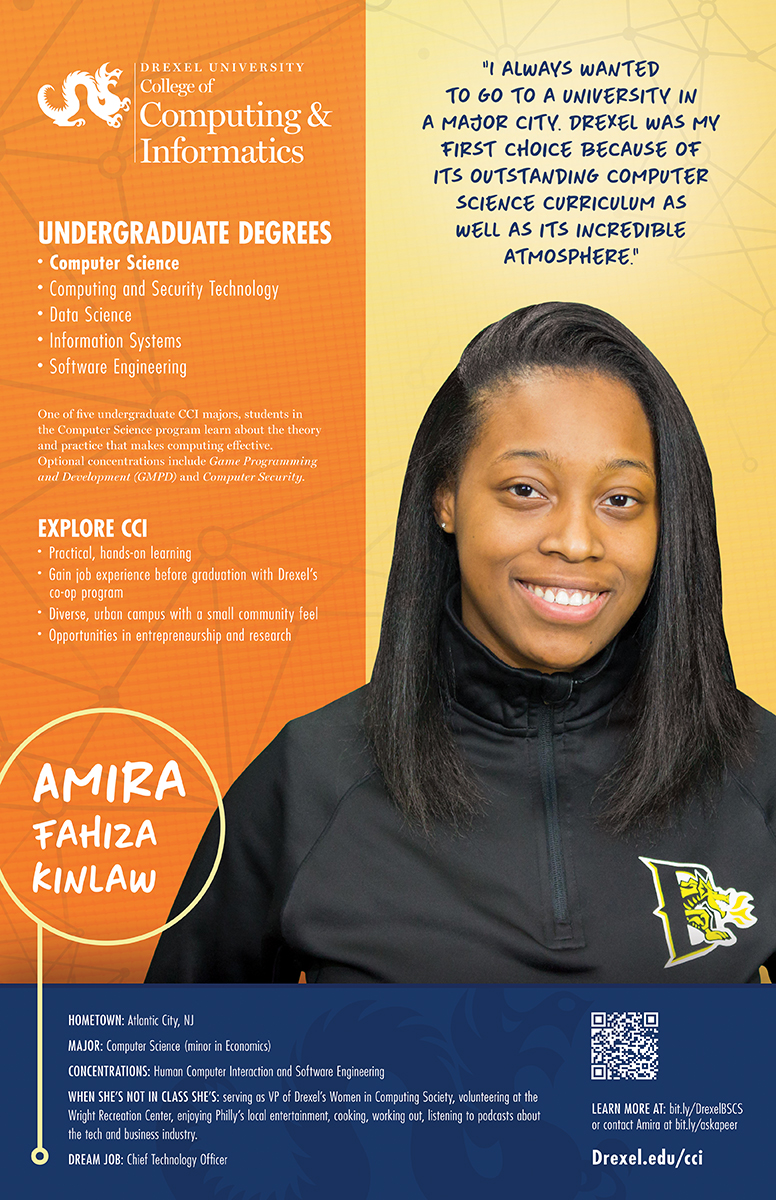 DREXEL UNIVERSITY
College of
Computing &
Informatics
UNDERGRADUATE DEGREES
• Computer Science
• Computing and Security Technology
• Data Science
• Information Systems
• Software Engineering
One of five undergraduate CCI majors, students in
the Computer Science program learn about the theory
and practice that makes computing effective.
Optional concentrations include Game Programming
and Development (GMPD) and Computer Security.
EXPLORE CCI
• Practical, hands-on learning
• Gain job experience before graduation with Drexel's
co-op program
• Diverse, urban campus with a small community feel
• Opportunities in entrepreneurship and research
"I ALWAYS WANTED
TO GO TO A UNIVERSITY IN
A MAJOR CITY. DREXEL WAS MY
FIRST CHOICE BECAUSE OF
ITS OUTSTANDING COMPUTER
SCIENCE CURRICULUM AS
WELL AS ITS INCREDIBLE
ATMOSPHERE."
AMIRA
FAHIZA
KINLAW
D
HOMETOWN: Atlantic City, NJ
MAJOR: Computer Science (minor in Economics)
CONCENTRATIONS: Human Computer Interaction and Software Engineering
WHEN SHE'S NOT IN CLASS SHE'S: serving as VP of Drexel's Women in Computing Society, volunteering at the
Wright Recreation Center, enjoying Philly's local entertainment, cooking, working out, listening to podcasts about
the tech and business industry.
DREAM JOB: Chief Technology Officer
LEARN MORE AT: bit.ly/DrexelBSCS
or contact Amira at bit.ly/askapeer
Drexel.edu/cci